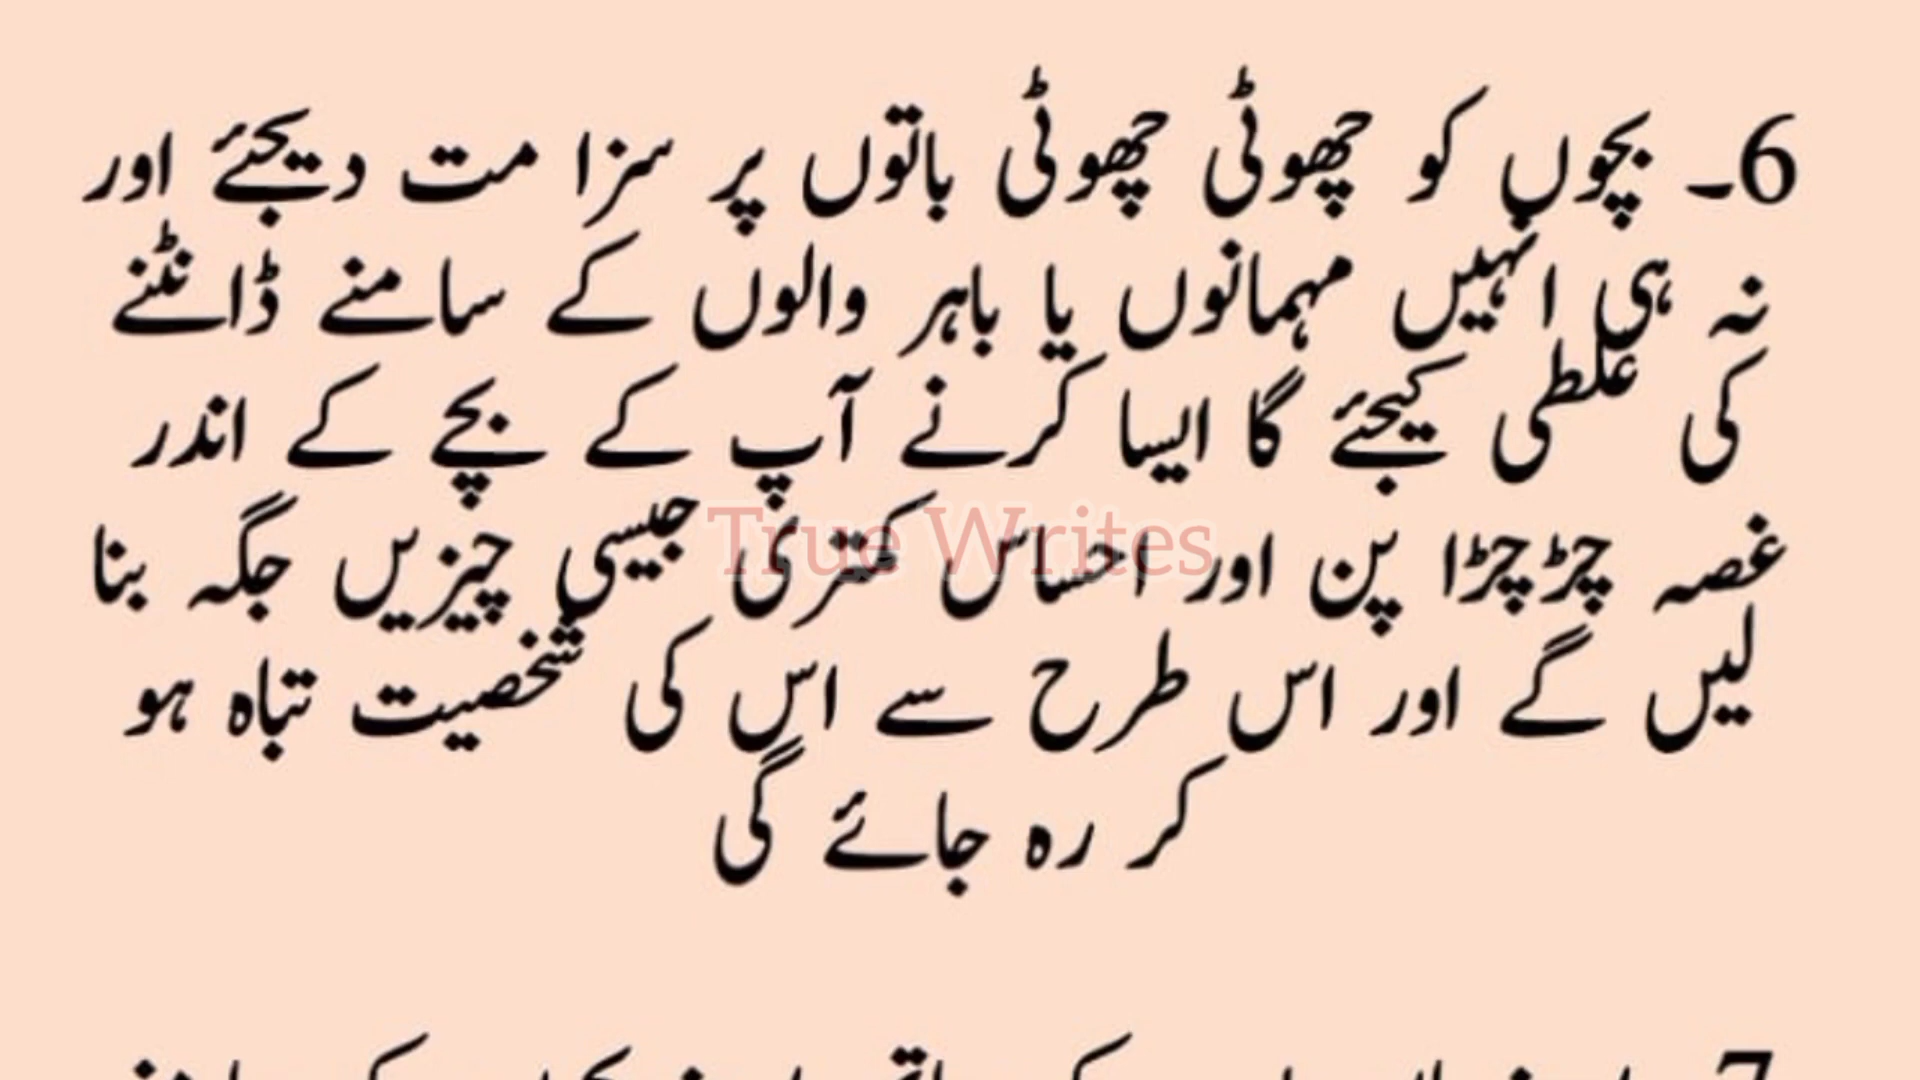 6۔ بچوں کو چھوٹی چھوٹی باتوں پر سزا مت دیجئے اور
نہ ہی انہیں مہمانوں یا باہر والوں کے سامنے ڈانٹنے
کی غلطی کیجئے گا ایسا کرنے آپ کے بچے کے اندر
غصہ چڑچڑا پن اور احساس کمتری جیسی چیزیں جگہ بنا
True Writes
لیں گے اور اس طرح سے اس کی شخصیت تباہ ہو
کر رہ جائے گی
7